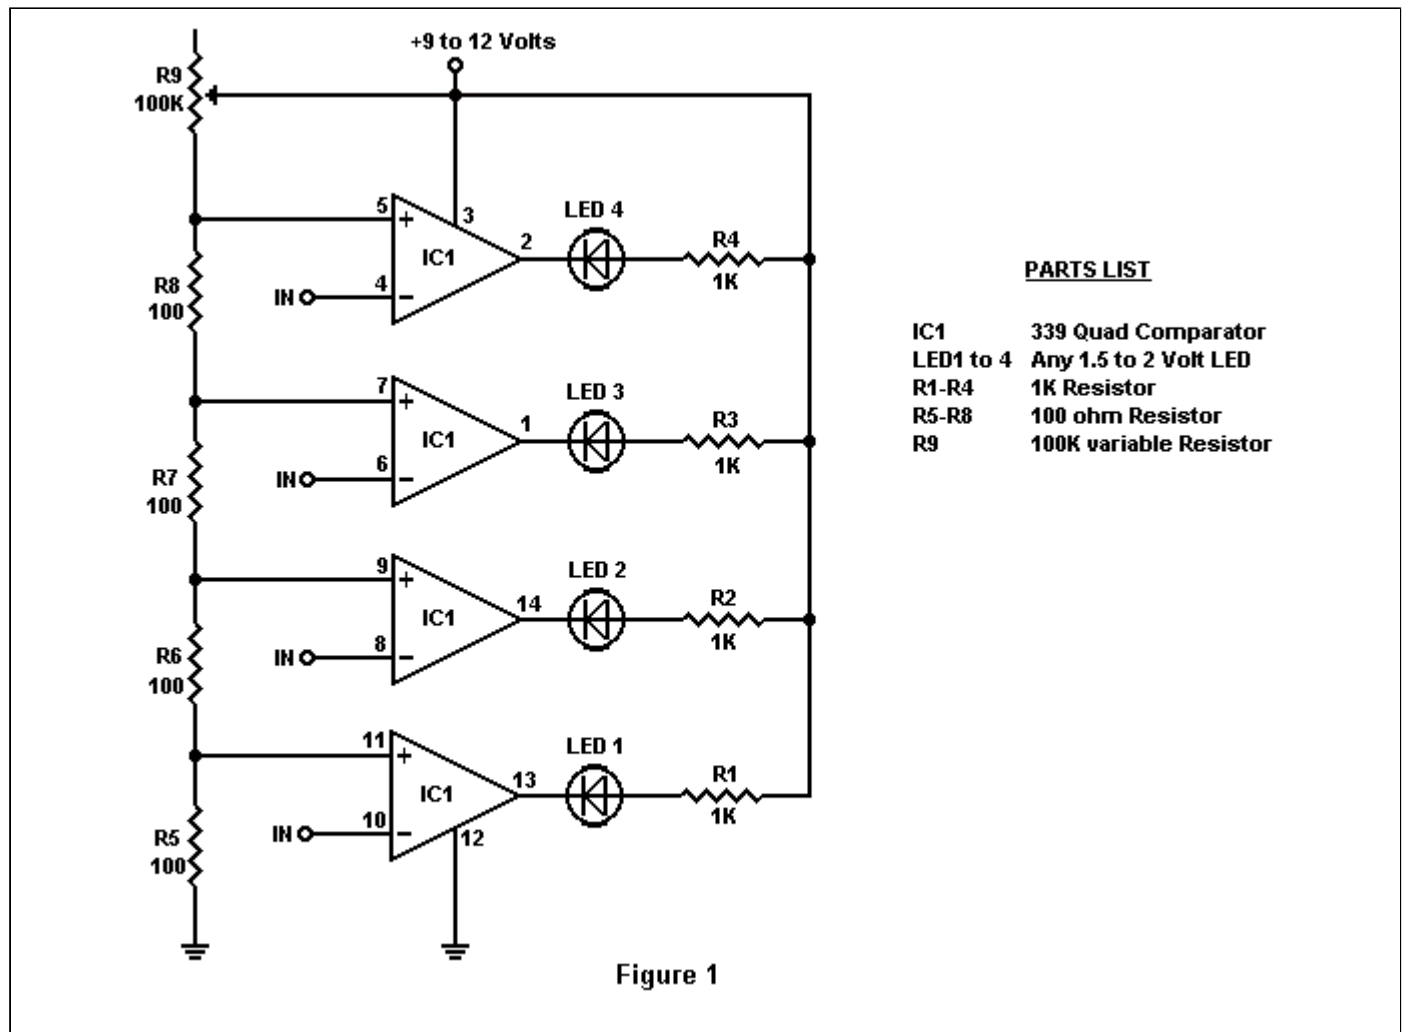 +9 to 12 Volts
R9
100K
5
+
3
LED 4
2
R4
IC1
1K
R8
100
IN
4
−
7
+
LED 3
1
R3
IC1
1K
R7
100
IN
6
−
9
+
LED 2
14
R2
IC1
1K
R6
100
IN
8
−
11
+
LED 1
13
R1
IC1
1K
R5
100
IN
10
−
12
PARTS LIST
IC1 339 Quad Comparator
LED1 to 4 Any 1.5 to 2 Volt LED
R1-R4 1K Resistor
R5-R8 100 ohm Resistor
R9 100K variable Resistor
Figure 1